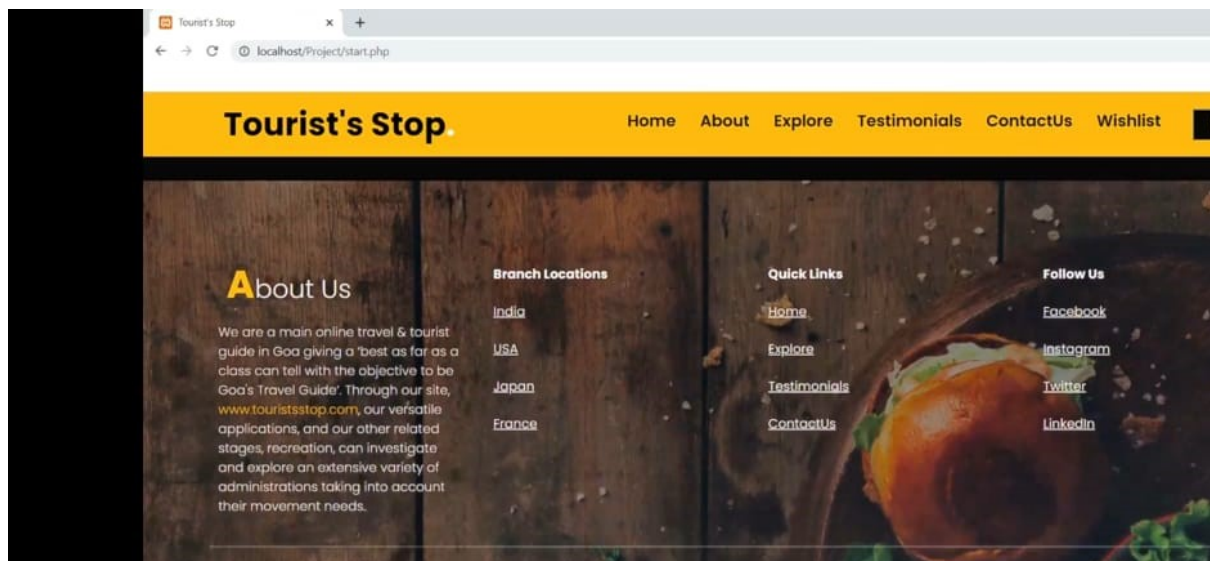 Tourist's Stop
localhost/Project/start.php
Tourist's Stop.
Home About Explore Testimonials ContactUs Wishlist
About Us
We are a main online travel & tourist
guide in Goa giving a 'best as far as a
class can tell with the objective to be
Goa's Travel Guide'. Through our site,
www.touristsstop.com, our versatile
applications, and our other related
stages, recreation, can investigate
and explore an extensive variety of
administrations taking into account
their movement needs.
Branch Locations
India
USA
Japan
France
Quick Links
Home
Explore
Testimonials
ContactUs
Follow Us
Facebook
Instagram
Twitter
LinkedIn